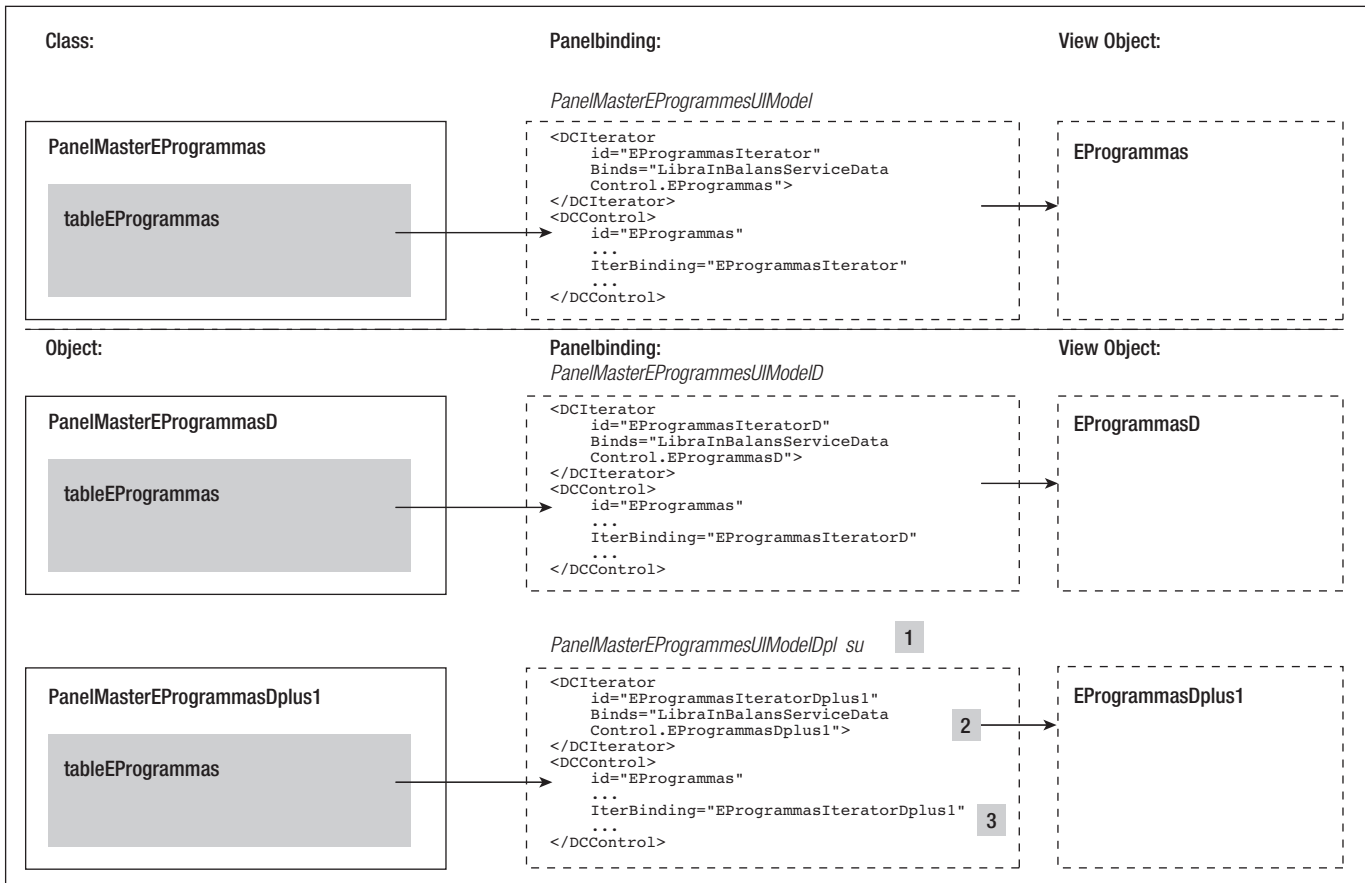 Class:
Panelbinding:
View Object:
PanelMasterEProgrammesUIModel
PanelMasterEProgrammas
tableEProgrammas
<DCIterator
id="EProgrammasIterator"
Binds="LibraInBalansServiceData
Control.EProgrammas">
</DCIterator>
<DCControl>
id="EProgrammas"
...
IterBinding="EProgrammasIterator"
...
</DCControl>
EProgrammas
Object:
Panelbinding:
View Object:
PanelMasterEProgrammesUIModelD
PanelMasterEProgrammasD
tableEProgrammas
<DCIterator
id="EProgrammasIteratorD"
Binds="LibraInBalansServiceData
Control.EProgrammasD">
</DCIterator>
<DCControl>
id="EProgrammas"
...
IterBinding="EProgrammasIteratorD"
...
</DCControl>
EProgrammasD
PanelMasterEProgrammesUIModelDpl su
1
PanelMasterEProgrammasDplus1
tableEProgrammas
<DCIterator
id="EProgrammasIteratorDplus1"
Binds="LibraInBalansServiceData
Control.EProgrammasDplus1">
</DCIterator>
<DCControl>
id="EProgrammas"
...
IterBinding="EProgrammasIteratorDplus1"
...
</DCControl>
2
3
EProgrammasDplus1